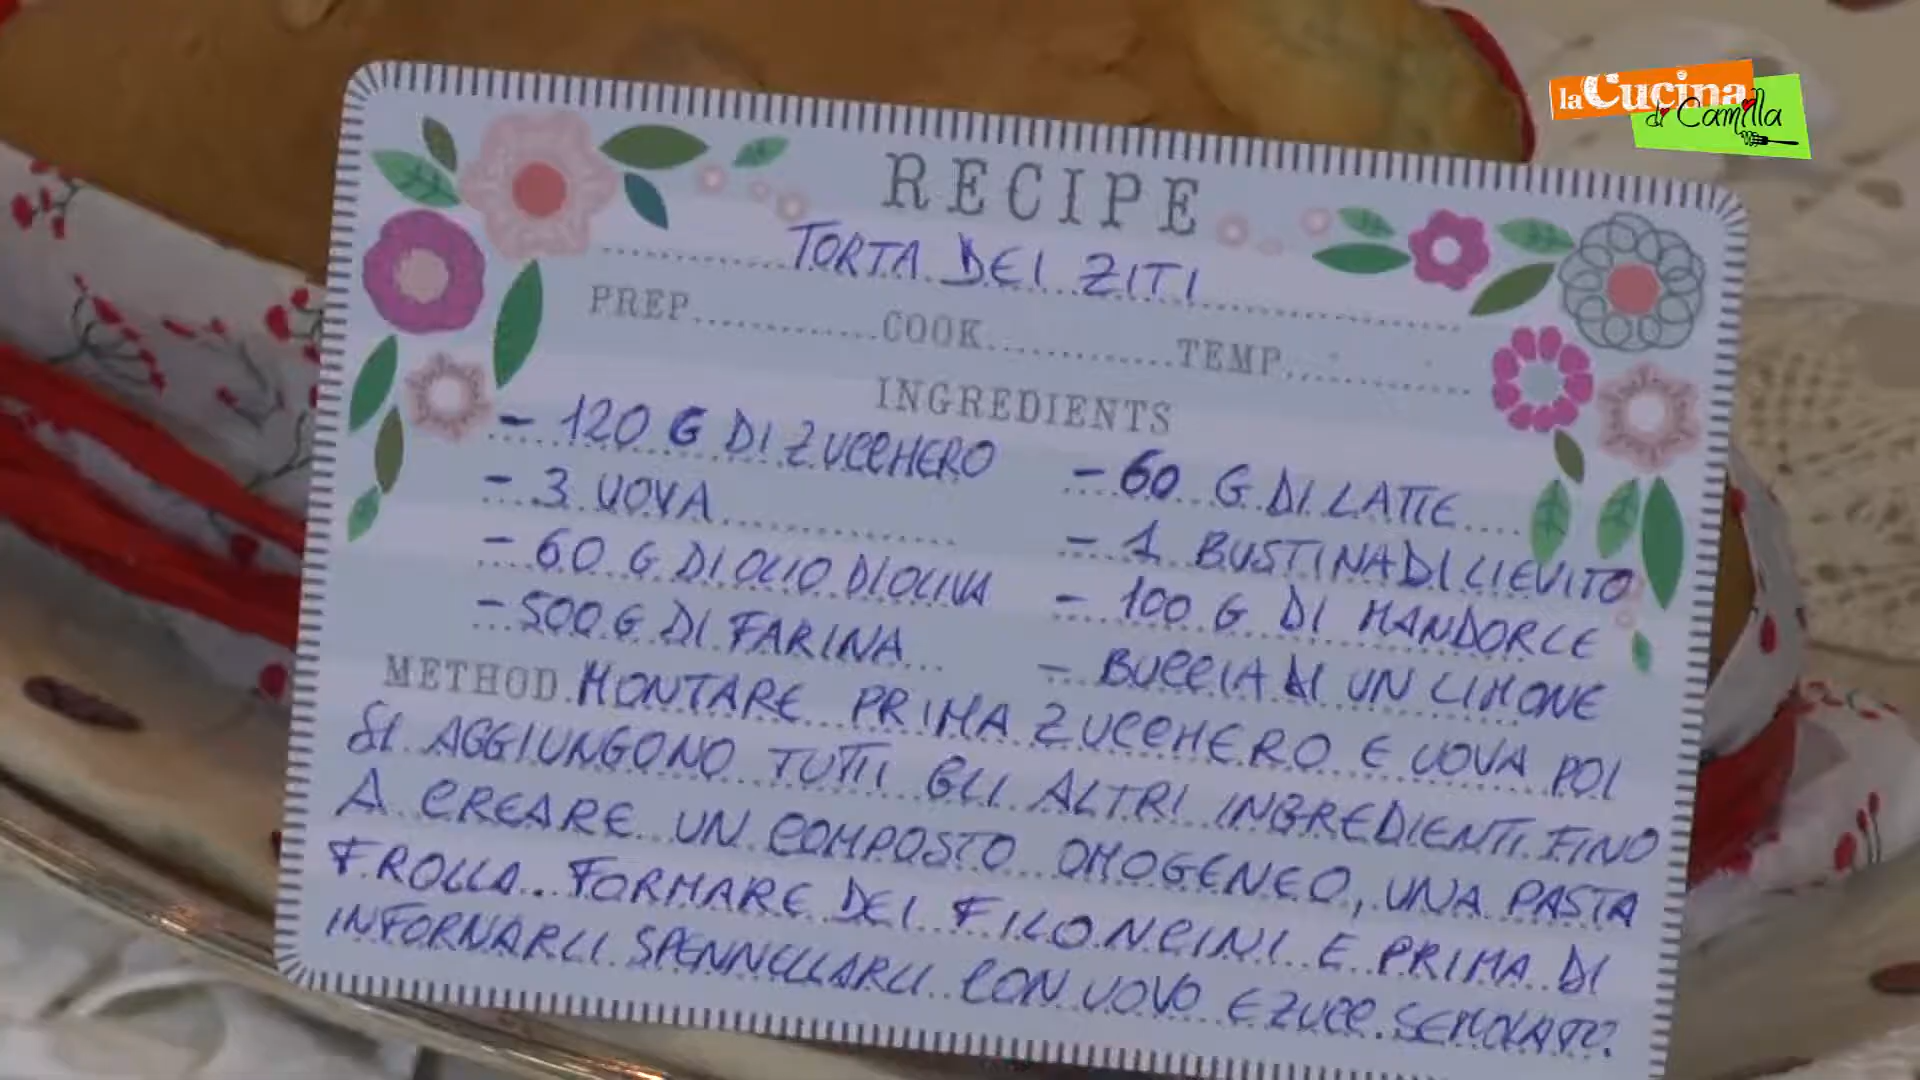 la Cucina
di Camilla
RECIPE
TORTA DEI ZITI
PREP COOK TEMP
INGREDIENTS
- 120 G DI ZUCCHERO
- 3 UOVA
- 60 G DI OLIO DI OLIVA
- 500 G DI FARINA
- 60 G DI LATTE
- 1 BUSTINA DI LIEVITO
- 100 G DI MANDORLE
- BUCCIA DI UN LIMONE
METHOD MONTARE PRIMA ZUCCHERO E UOVA POI
SI AGGIUNGONO TUTTI GLI ALTRI INGREDIENTI FINO
A CREARE UN COMPOSTO OMOGENEO, UNA PASTA
FROLLA. FORMARE DEI FILONCINI E PRIMA DI
INFORNARLI SPENNELLARLI CON UOVO E ZUCC. SEMOLATO.